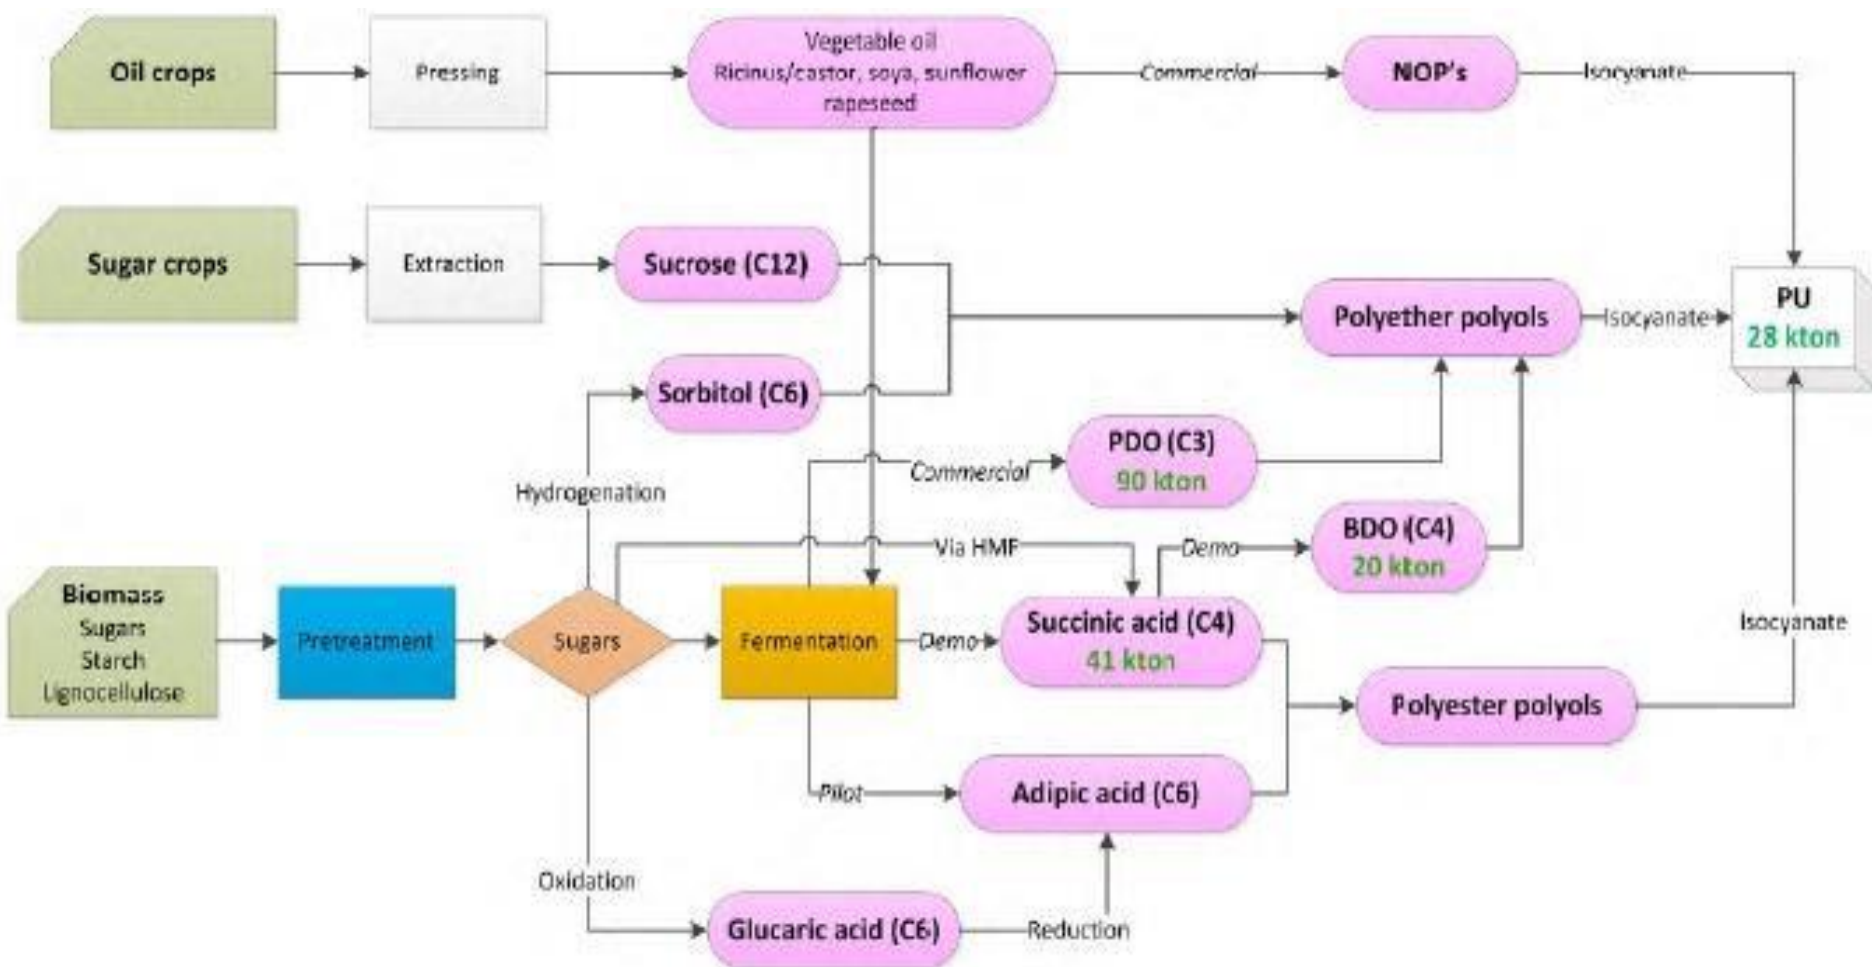 Oil crops
Pressing
Vegetable oil
Ricinus/castor, soya, sunflower
rapeseed
Commercial
NOP's
Isocyanate
Sugar crops
Extraction
Sucrose (C12)
Polyether polyols
Isocyanate
PU
28 kton
Sorbitol (C6)
PDO (C3)
90 kton
Commercial
Hydrogenation
BDO (C4)
20 kton
Via HMF
Demo
Biomass
Sugars
Starch
Lignocellulose
Pretreatment
Sugars
Fermentation
Demo
Succinic acid (C4)
41 kton
Isocyanate
Polyester polyols
Pilot
Adipic acid (C6)
Oxidation
Glucaric acid (C6)
Reduction